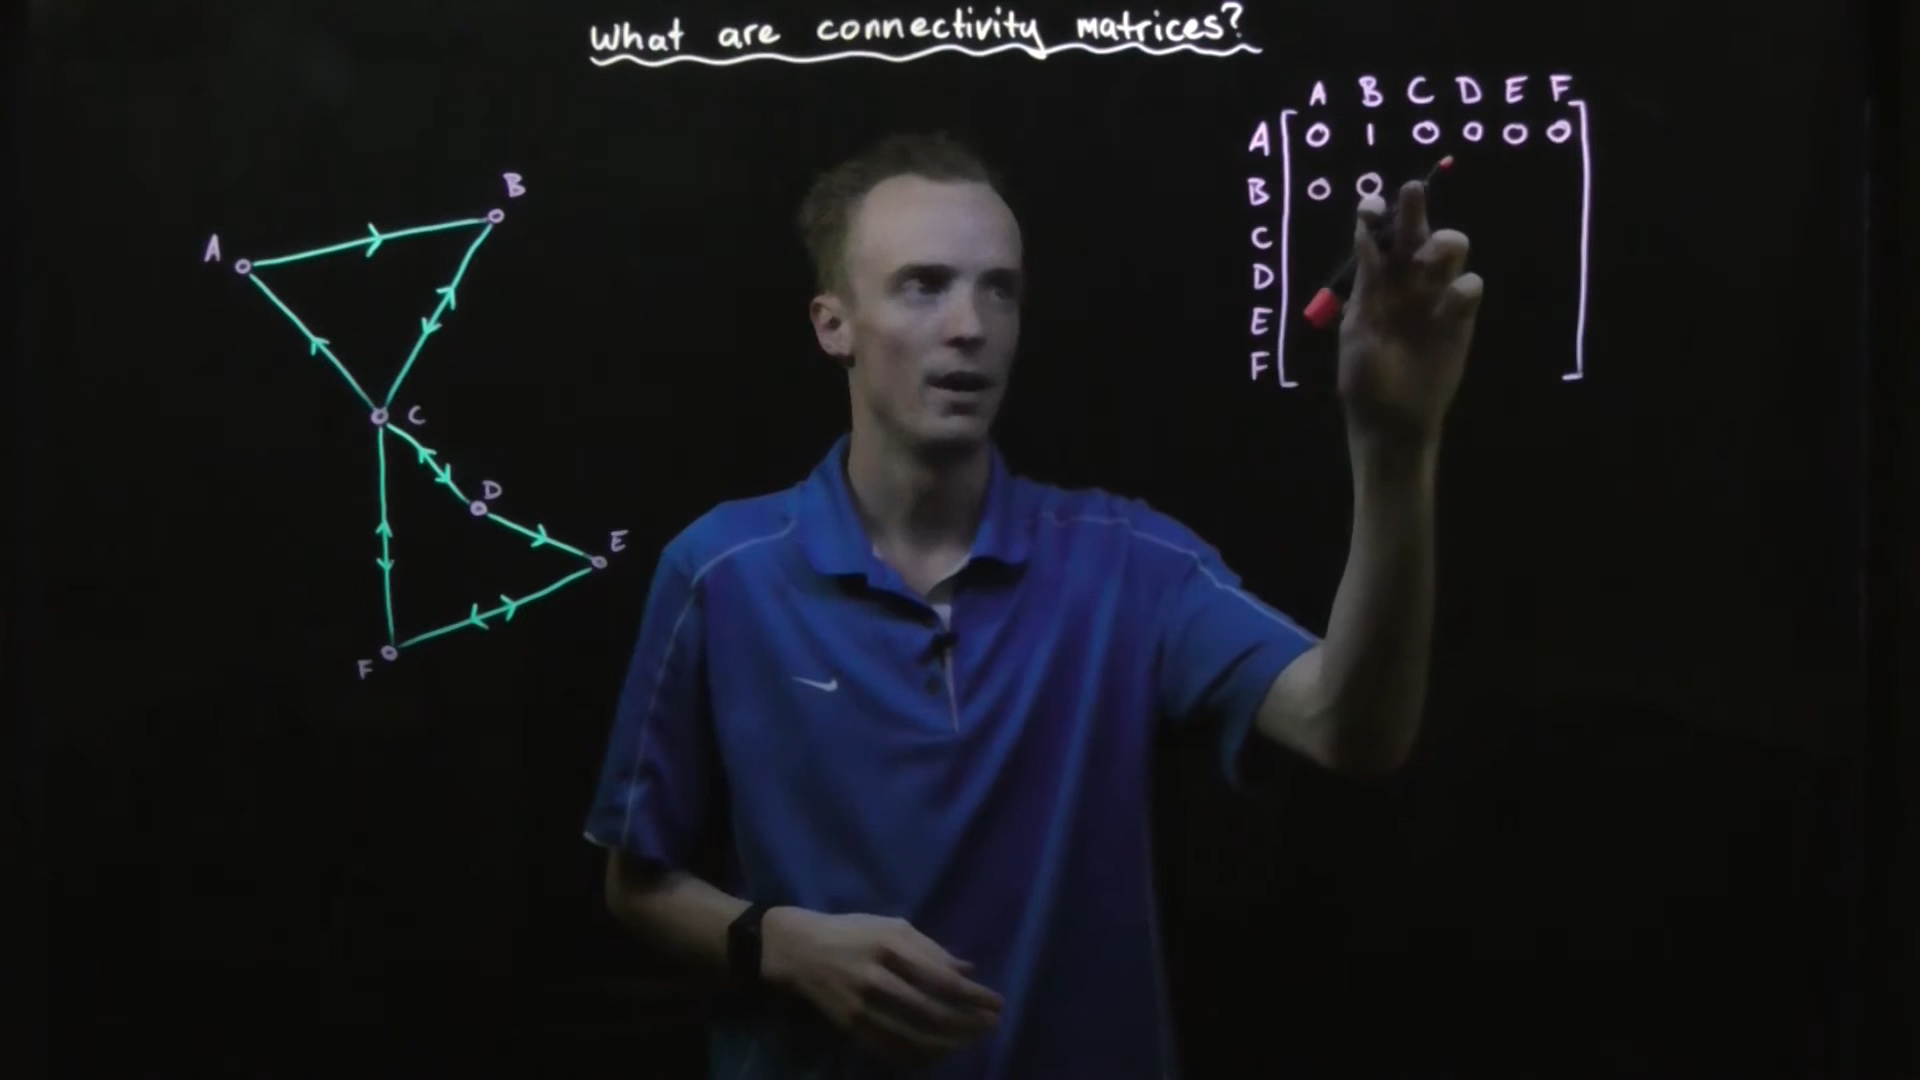 What are connectivity matrices?
A B C D E F
A 0 1 0 0 0 0
B 0 0
C
D
E
F
B
A
C
D
E
F